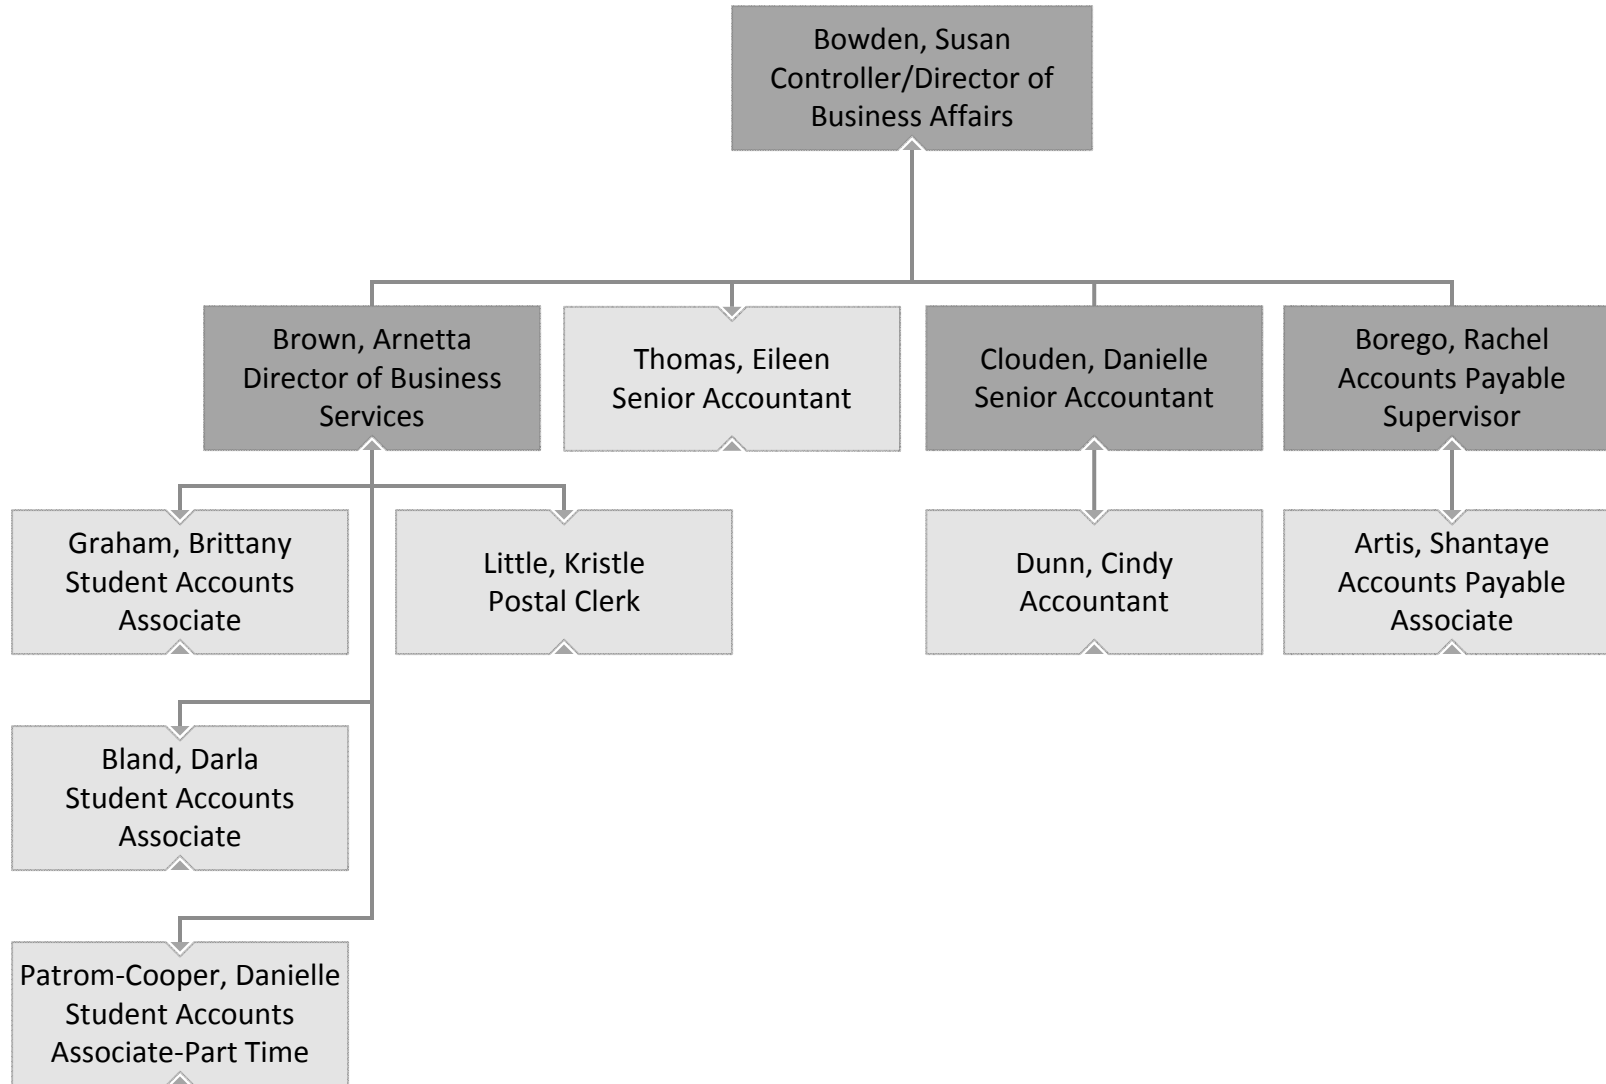 Bowden, Susan
Controller/Director of
Business Affairs
Brown, Arnetta
Director of Business
Services
Thomas, Eileen
Senior Accountant
Clouden, Danielle
Senior Accountant
Borego, Rachel
Accounts Payable
Supervisor
Graham, Brittany
Student Accounts
Associate
Little, Kristle
Postal Clerk
Dunn, Cindy
Accountant
Artis, Shantaye
Accounts Payable
Associate
Bland, Darla
Student Accounts
Associate
Patrom-Cooper, Danielle
Student Accounts
Associate-Part Time